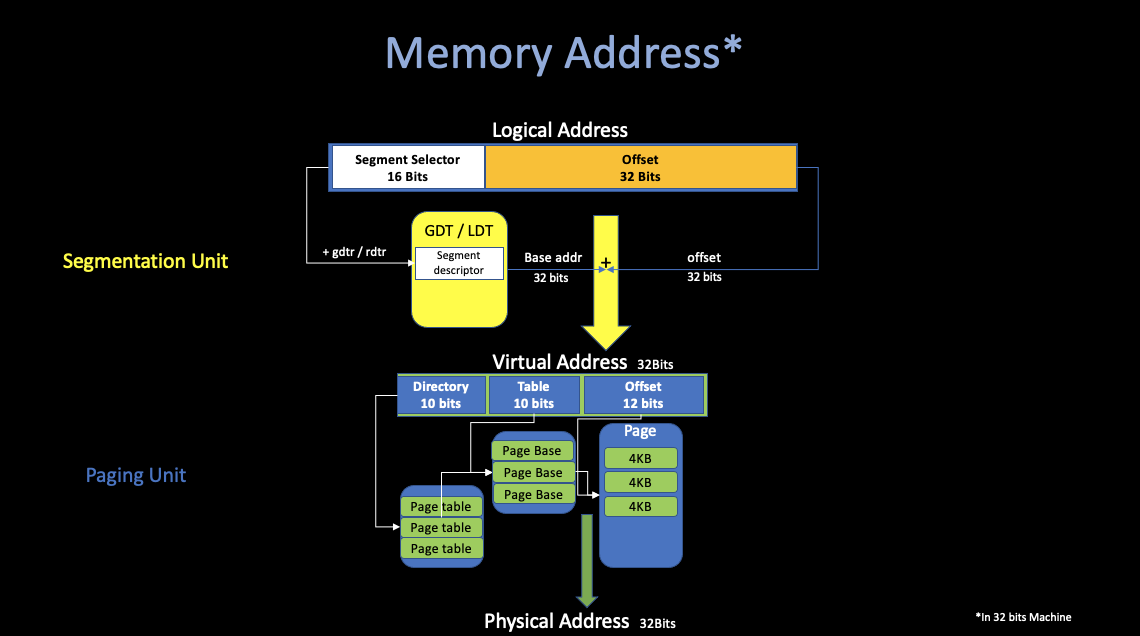 Memory Address*
Logical Address
Segment Selector
16 Bits
Offset
32 Bits
GDT / LDT
+ gdtr / rdtr
Segment
descriptor
Base addr
32 bits
+
offset
32 bits
Segmentation Unit
Virtual Address 32Bits
Directory
10 bits
Table
10 bits
Offset
12 bits
Paging Unit
Page table
Page table
Page table
Page Base
Page Base
Page Base
Page
4KB
4KB
4KB
Physical Address 32Bits
*In 32 bits Machine